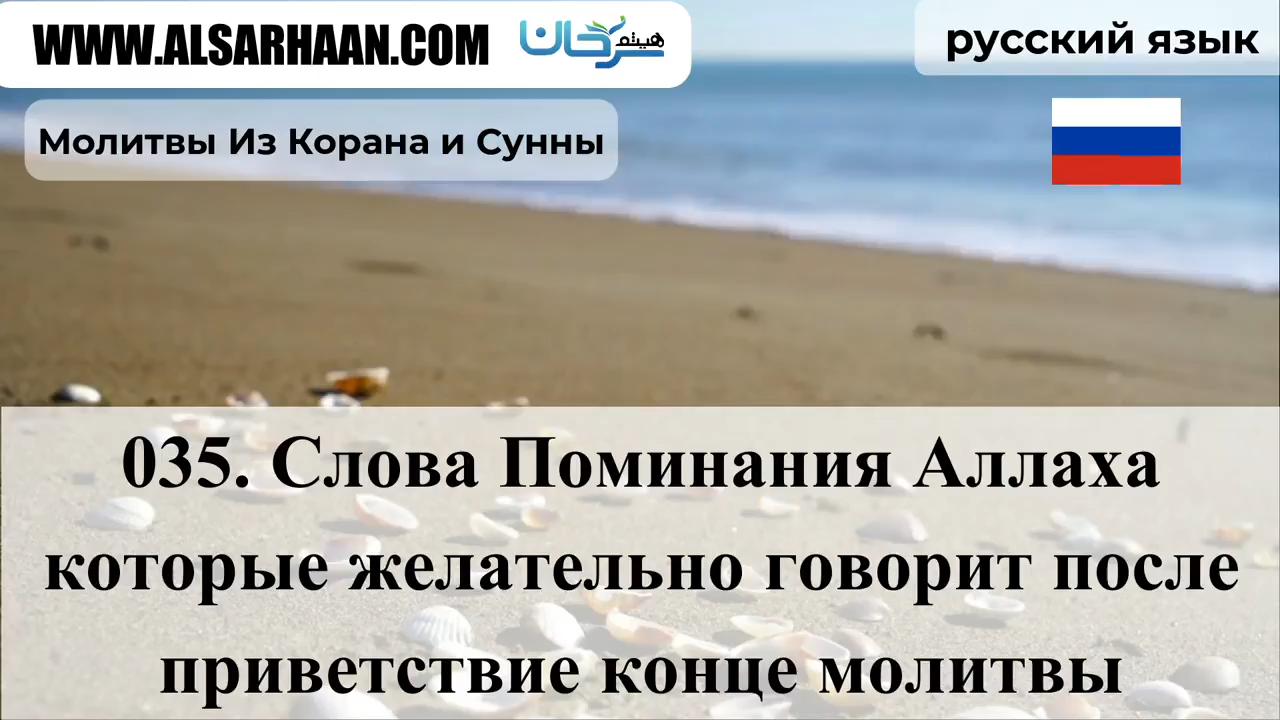 WWW.ALSARHAAN.COM
هيثم سرحان
русский язык
Молитвы Из Корана и Сунны
035. Слова Поминания Аллаха
которые желательно говорит после
приветствие конце молитвы